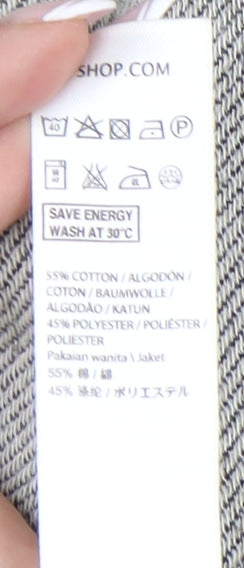 SHOP.COM
40
P
SAVE ENERGY
WASH AT 30°C
55% COTTON / ALGODÓN /
COTON / BAUMWOLLE /
ALGODÃO / KATUN
45% POLYESTER / POLIÉSTER /
POLIESTER
Pakaian wanita \ Jaket
55% 棉 / 綿
45% 涤纶 / ポリエステル